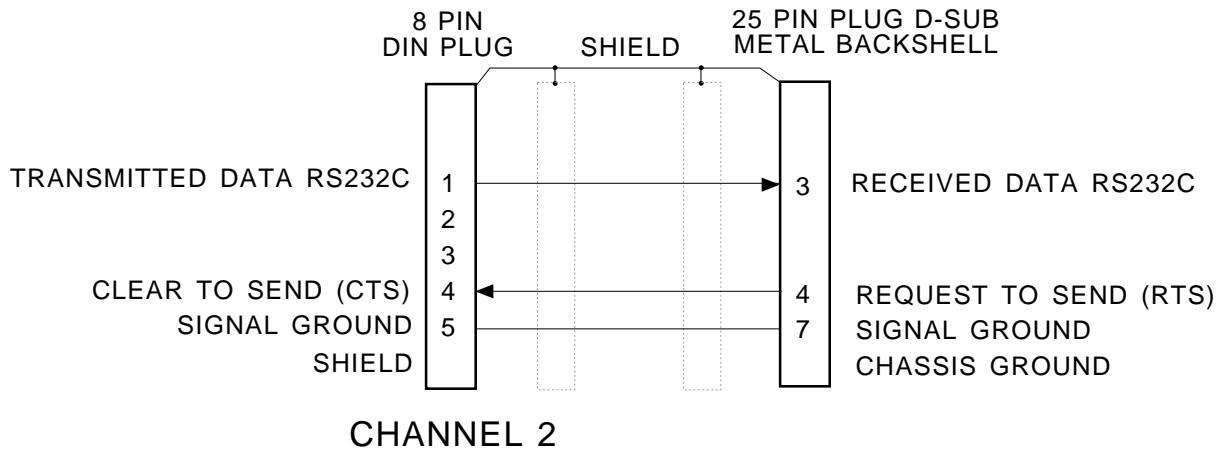 8 PIN
DIN PLUG
SHIELD
25 PIN PLUG D-SUB
METAL BACKSHELL
TRANSMITTED DATA RS232C 1 3 RECEIVED DATA RS232C
2
3
CLEAR TO SEND (CTS) 4 4 REQUEST TO SEND (RTS)
SIGNAL GROUND 5 7 SIGNAL GROUND
SHIELD CHASSIS GROUND
CHANNEL 2